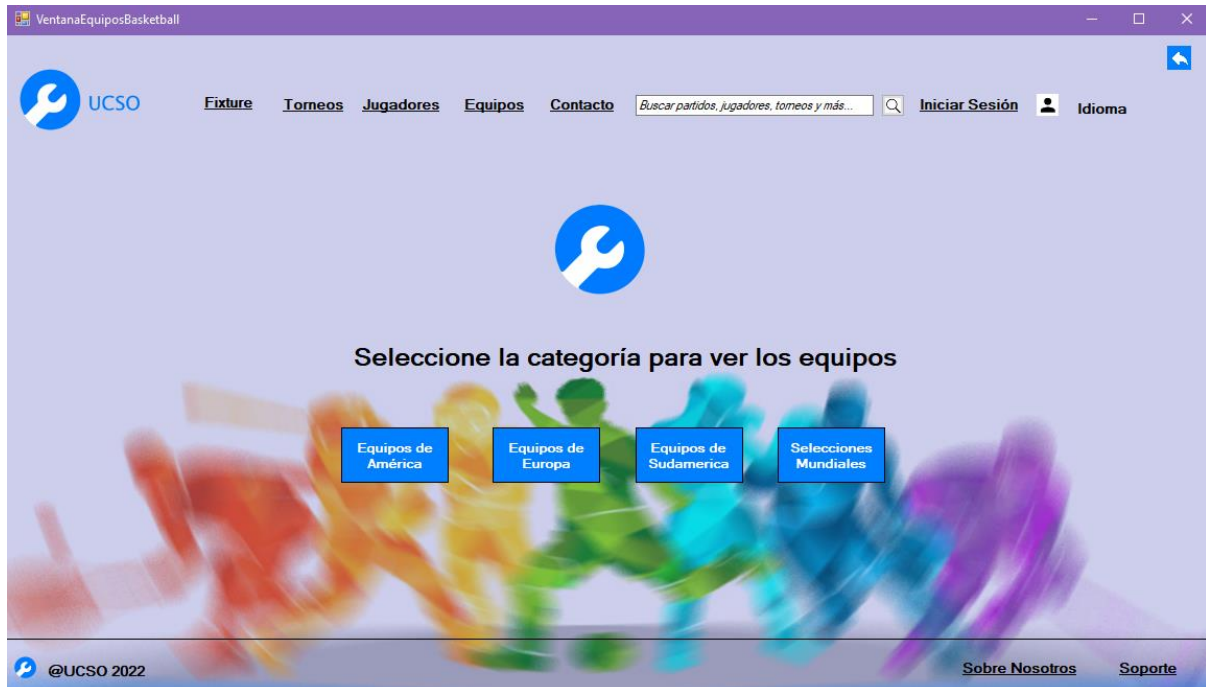 VentanaEquiposBasketball
UCSO
Fixture
Torneos
Jugadores
Equipos
Contacto
Buscar partidos, jugadores, torneos y más...
Iniciar Sesión
Idioma
Seleccione la categoría para ver los equipos
Equipos de
América
Equipos de
Europa
Equipos de
Sudamerica
Selecciones
Mundiales
@UCSO 2022
Sobre Nosotros
Soporte